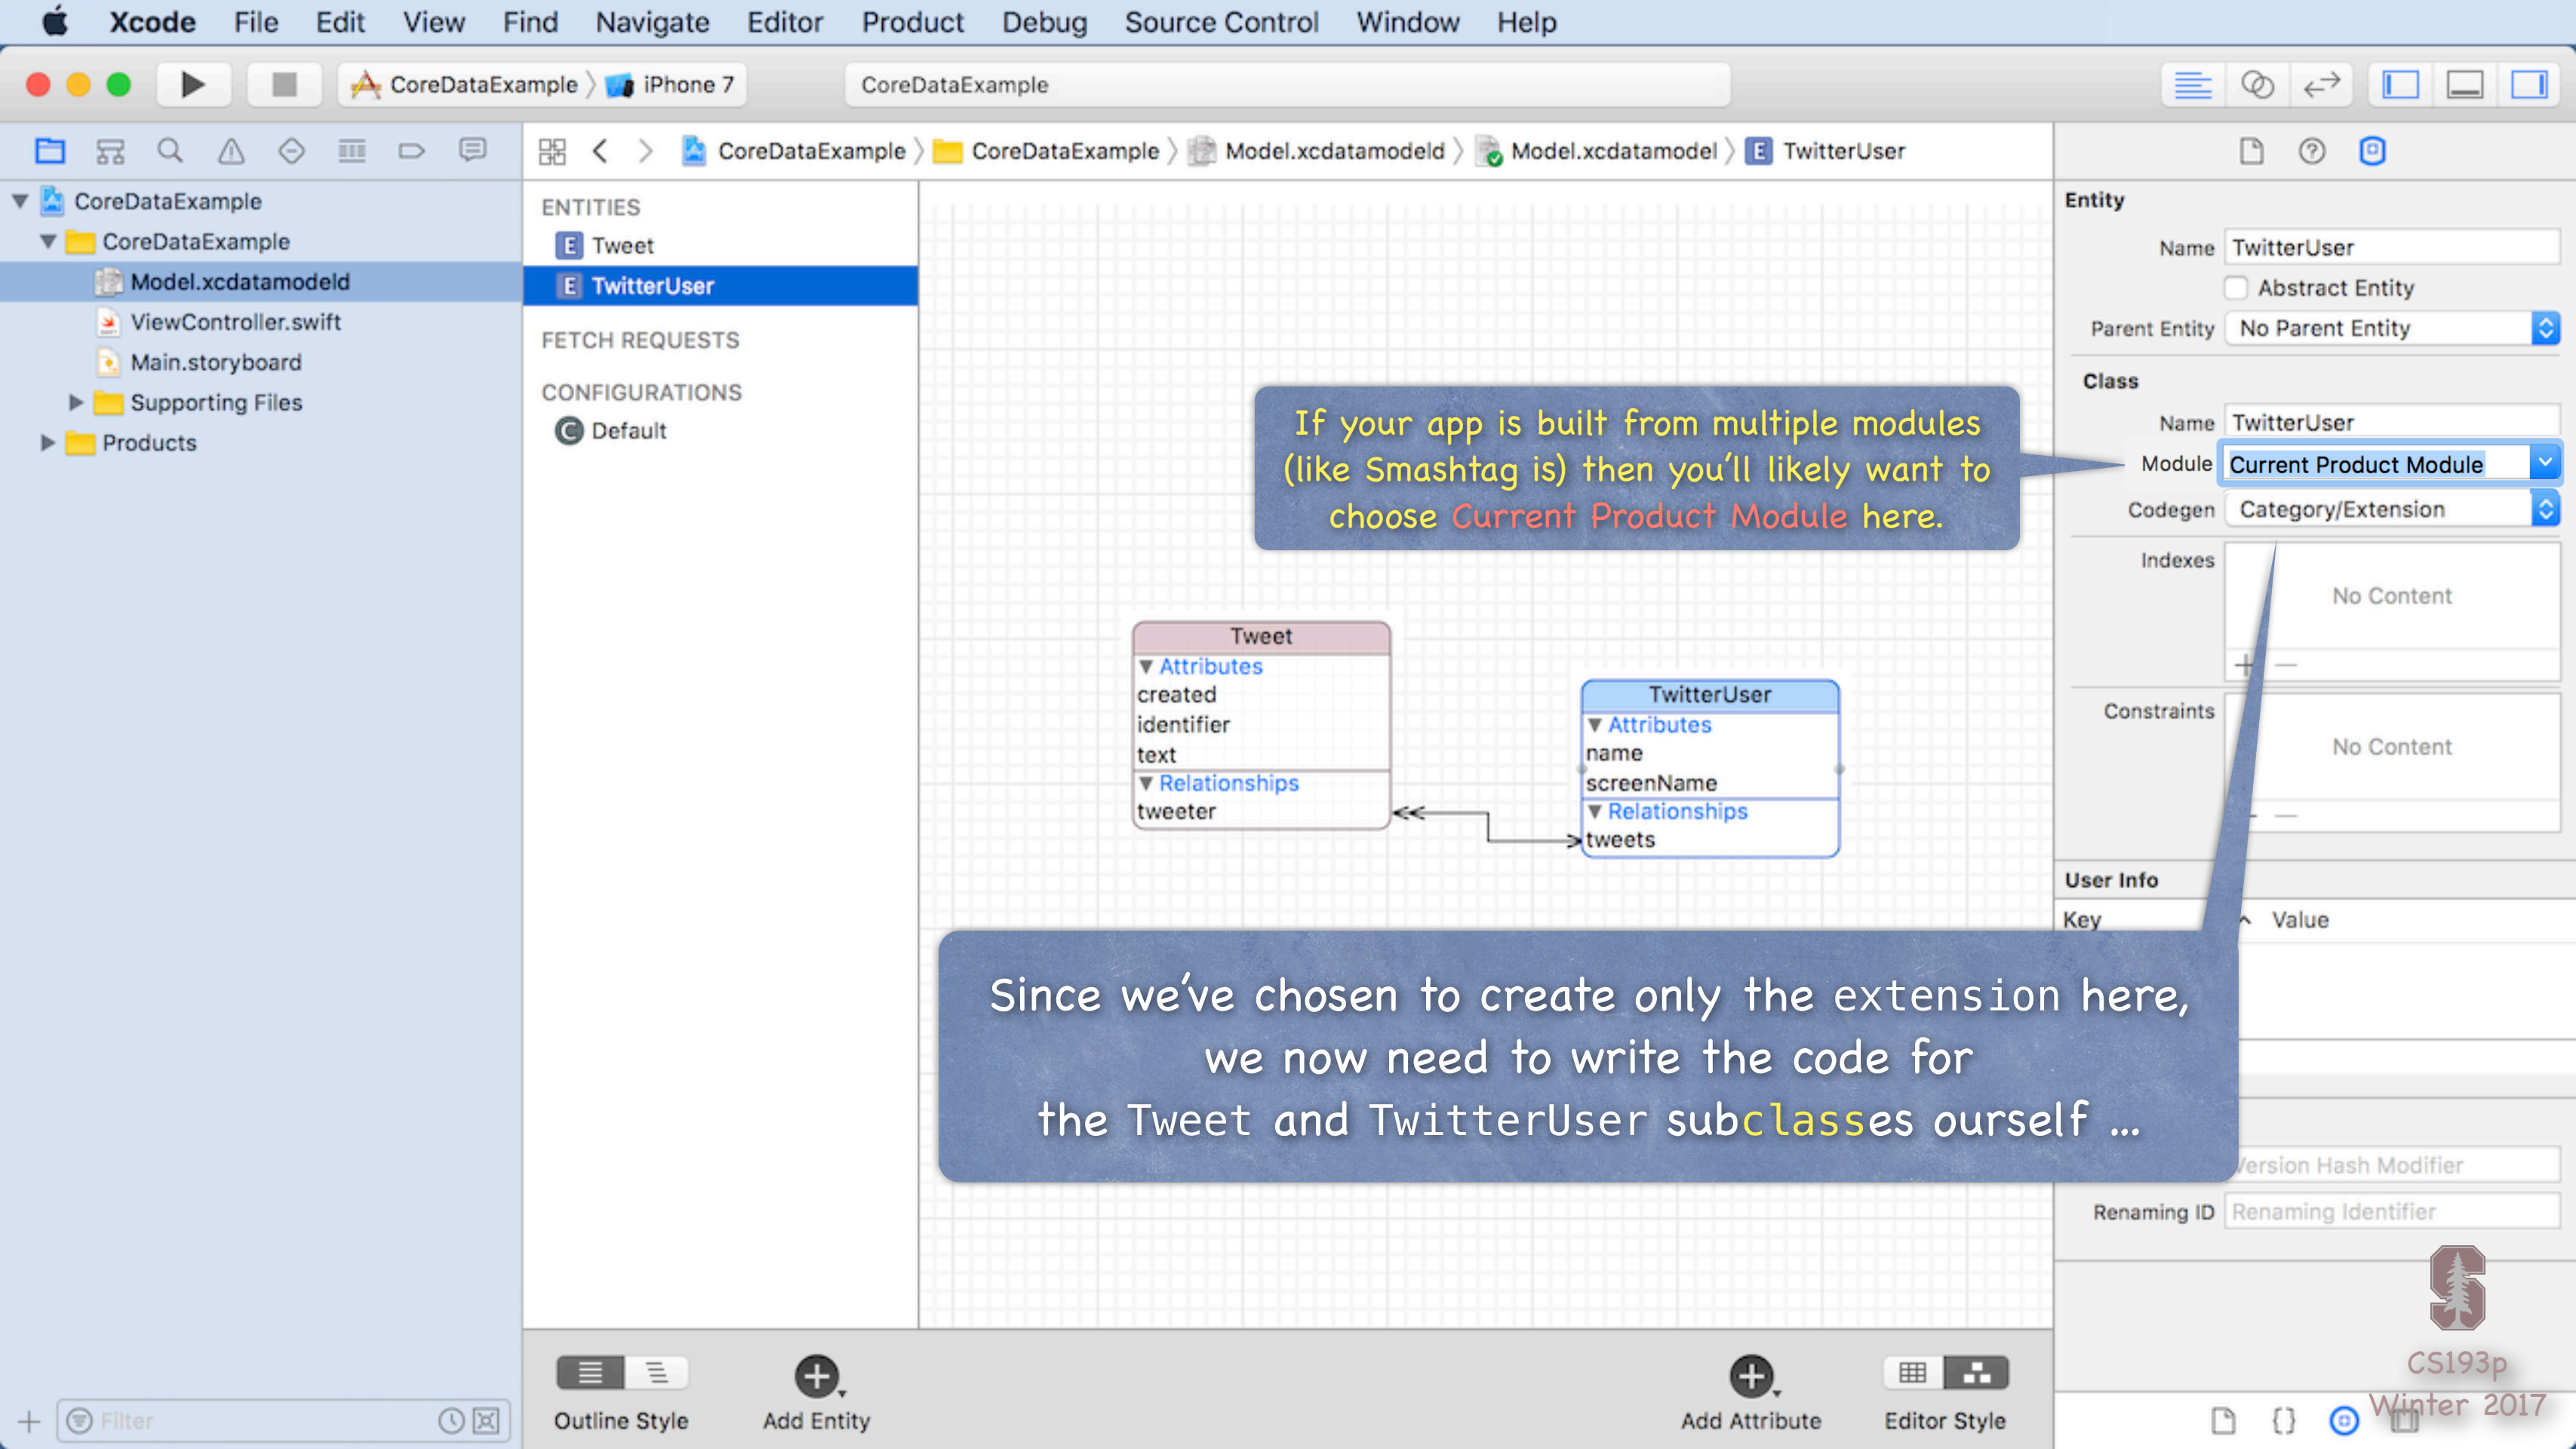 Xcode File Edit View Find Navigate Editor Product Debug Source Control Window Help
CoreDataExample iPhone 7
CoreDataExample
CoreDataExample CoreDataExample Model.xcdatamodeld Model.xcdatamodel E TwitterUser
CoreDataExample
CoreDataExample
Model.xcdatamodeld
ViewController.swift
Main.storyboard
Supporting Files
Products
Filter
ENTITIES
E Tweet
E TwitterUser
FETCH REQUESTS
CONFIGURATIONS
C Default
If your app is built from multiple modules
(like Smashtag is) then you'll likely want to
choose Current Product Module here.
Tweet
Attributes
created
identifier
text
Relationships
tweeter
TwitterUser
Attributes
name
screenName
Relationships
tweets
Since we've chosen to create only the extension here,
we now need to write the code for
the Tweet and TwitterUser subclasses ourself ...
Outline Style
Add Entity
Add Attribute
Editor Style
Entity
Name TwitterUser
Abstract Entity
Parent Entity No Parent Entity
Class
Name TwitterUser
Module Current Product Module
Codegen Category/Extension
Indexes
No Content
Constraints
No Content
User Info
Key Value
Version Hash Modifier
Renaming ID Renaming Identifier
S
CS193p
Winter 2017